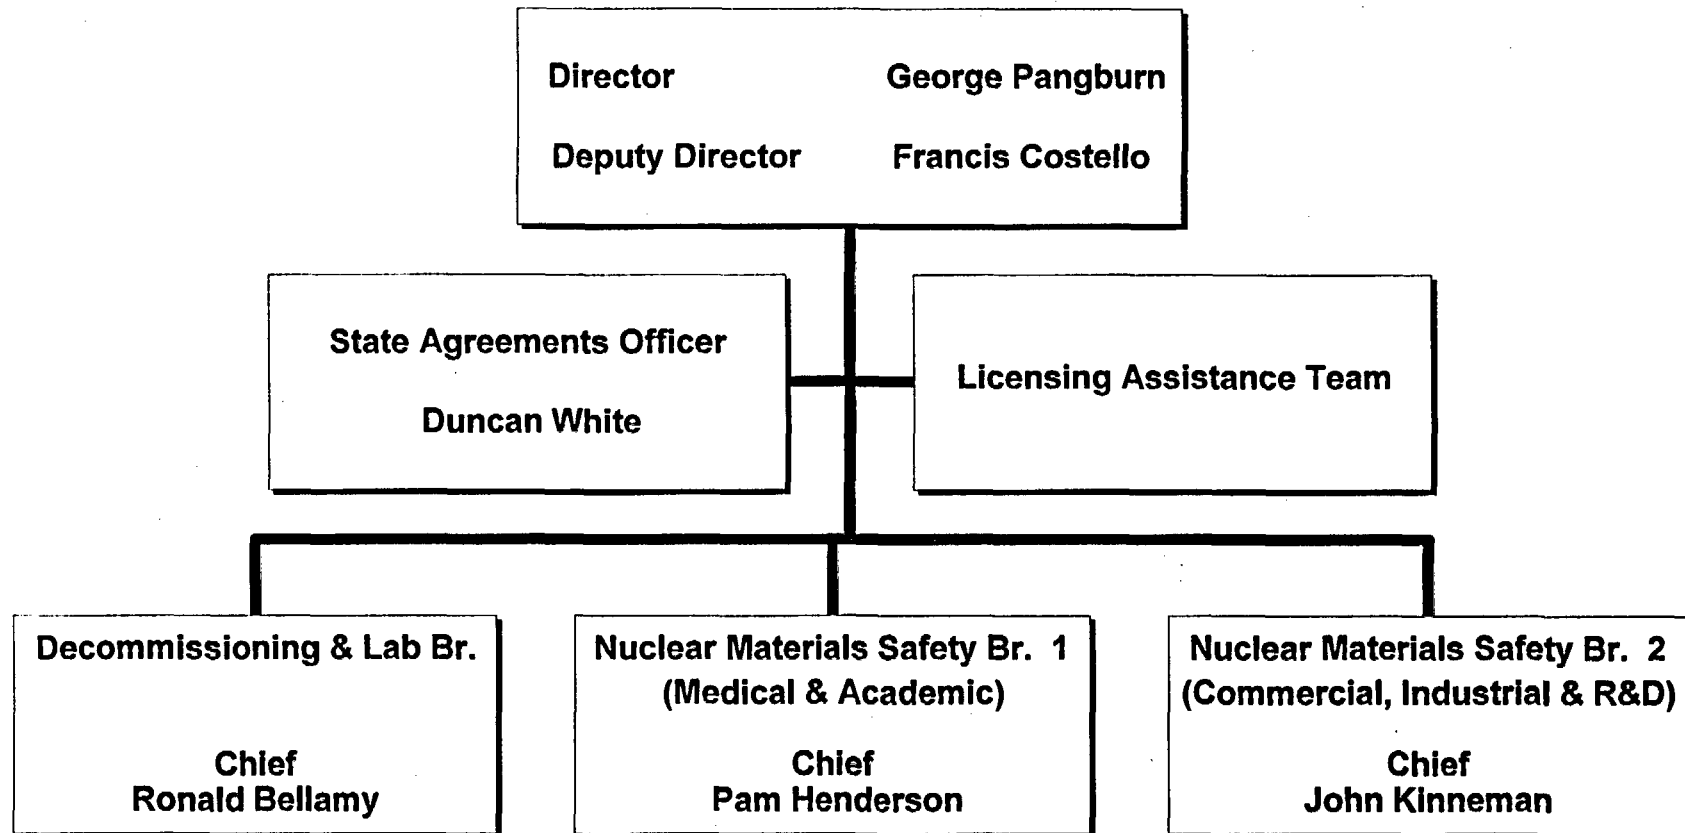 Director George Pangburn
Deputy Director Francis Costello
State Agreements Officer
Duncan White
Licensing Assistance Team
Decommissioning & Lab Br.
Chief
Ronald Bellamy
Nuclear Materials Safety Br. 1
(Medical & Academic)
Chief
Pam Henderson
Nuclear Materials Safety Br. 2
(Commercial, Industrial & R&D)
Chief
John Kinneman